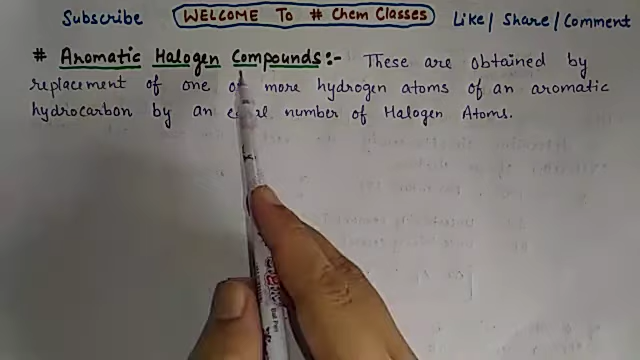 Subscribe WELCOME To # Chem Classes Like/ Share/Comment
# Aromatic Halogen Compounds:- These are obtained by
replacement of one or more hydrogen atoms of an aromatic
hydrocarbon by an number of Halogen Atoms.